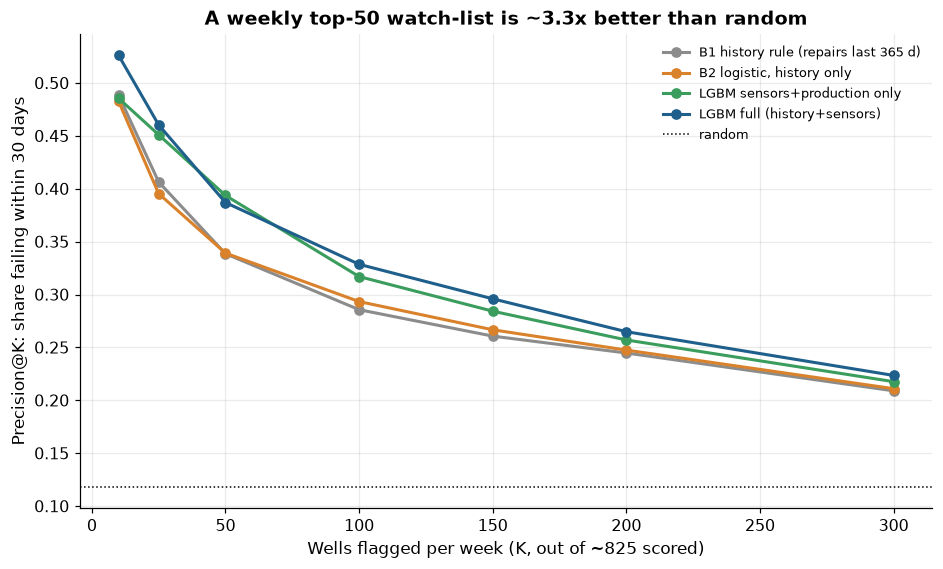 A weekly top-50 watch-list is ~3.3x better than random
B1 history rule (repairs last 365 d)
B2 logistic, history only
LGBM sensors+production only
LGBM full (history+sensors)
random
Precision@K: share failing within 30 days
0.50
0.45
0.40
0.35
0.30
0.25
0.20
0.15
0.10
0
50
100
150
200
250
300
Wells flagged per week (K, out of ~825 scored)